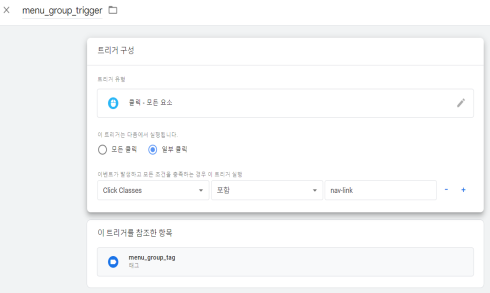 menu_group_trigger
트리거 구성
트리거 유형
클릭 - 모든 요소
이 트리거는 다음에서 실행됩니다.
모든 클릭 일부 클릭
이벤트가 발생하고 모든 조건을 충족하는 경우 이 트리거 실행
Click Classes 포함 nav-link - +
이 트리거를 참조한 항목
menu_group_tag
태그